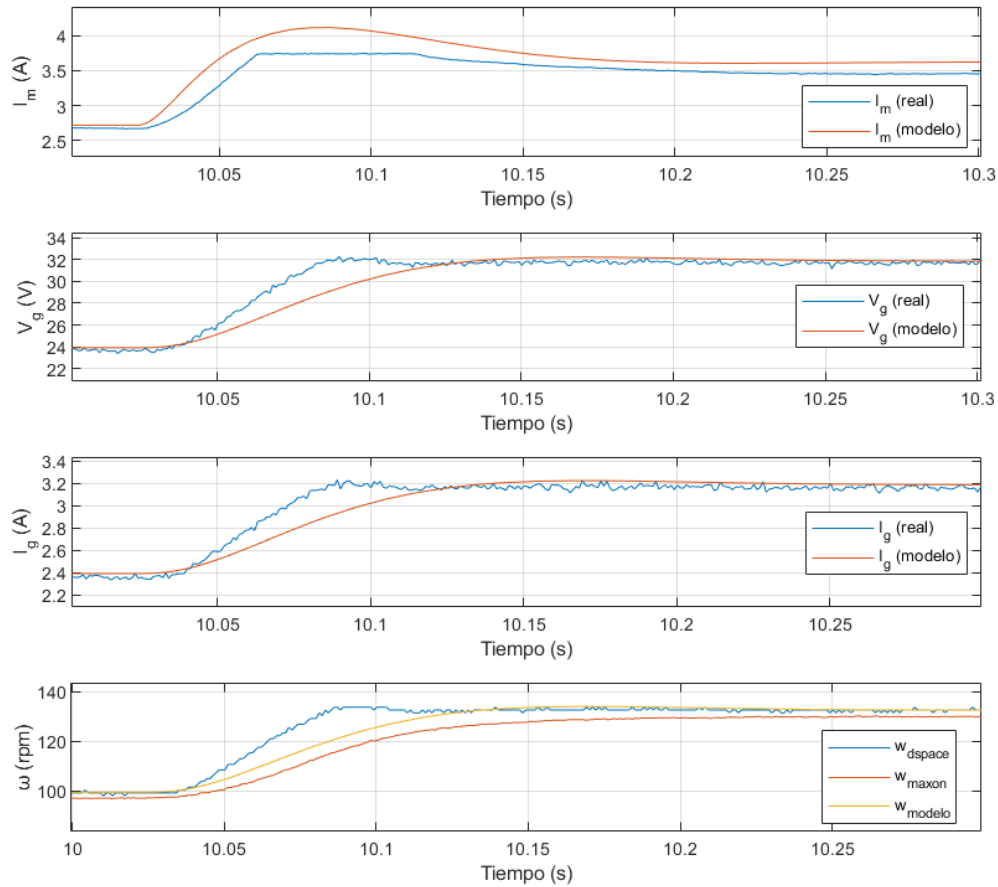 4
3.5
3
2.5
I_m (A)
I_m (real)
I_m (modelo)
10.05
10.1
10.15
10.2
10.25
10.3
Tiempo (s)
34
32
30
28
26
24
22
V_g (V)
V_g (real)
V_g (modelo)
10.05
10.1
10.15
10.2
10.25
10.3
Tiempo (s)
3.4
3.2
3
2.8
2.6
2.4
2.2
I_g (A)
I_g (real)
I_g (modelo)
10.05
10.1
10.15
10.2
10.25
Tiempo (s)
140
120
100
ω (rpm)
w_dspace
w_maxon
w_modelo
10
10.05
10.1
10.15
10.2
10.25
Tiempo (s)